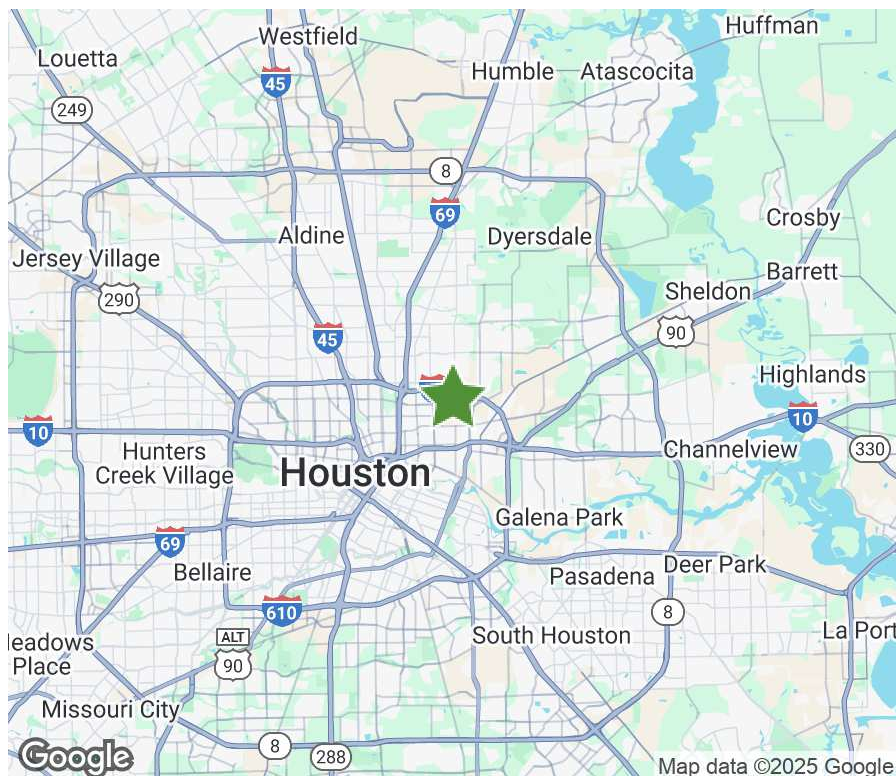 Huffman
Westfield
Louetta
Humble
Atascocita
45
249
8
69
Crosby
Aldine
Dyersdale
Jersey Village
Barrett
290
Sheldon
90
45
Highlands
10
10
Hunters
Creek Village
Channelview
330
Houston
Galena Park
69
Bellaire
Pasadena
Deer Park
610
8
ALT
90
South Houston
La Port
eadows
Place
Missouri City
8
288
Google
Map data ©2025 Google